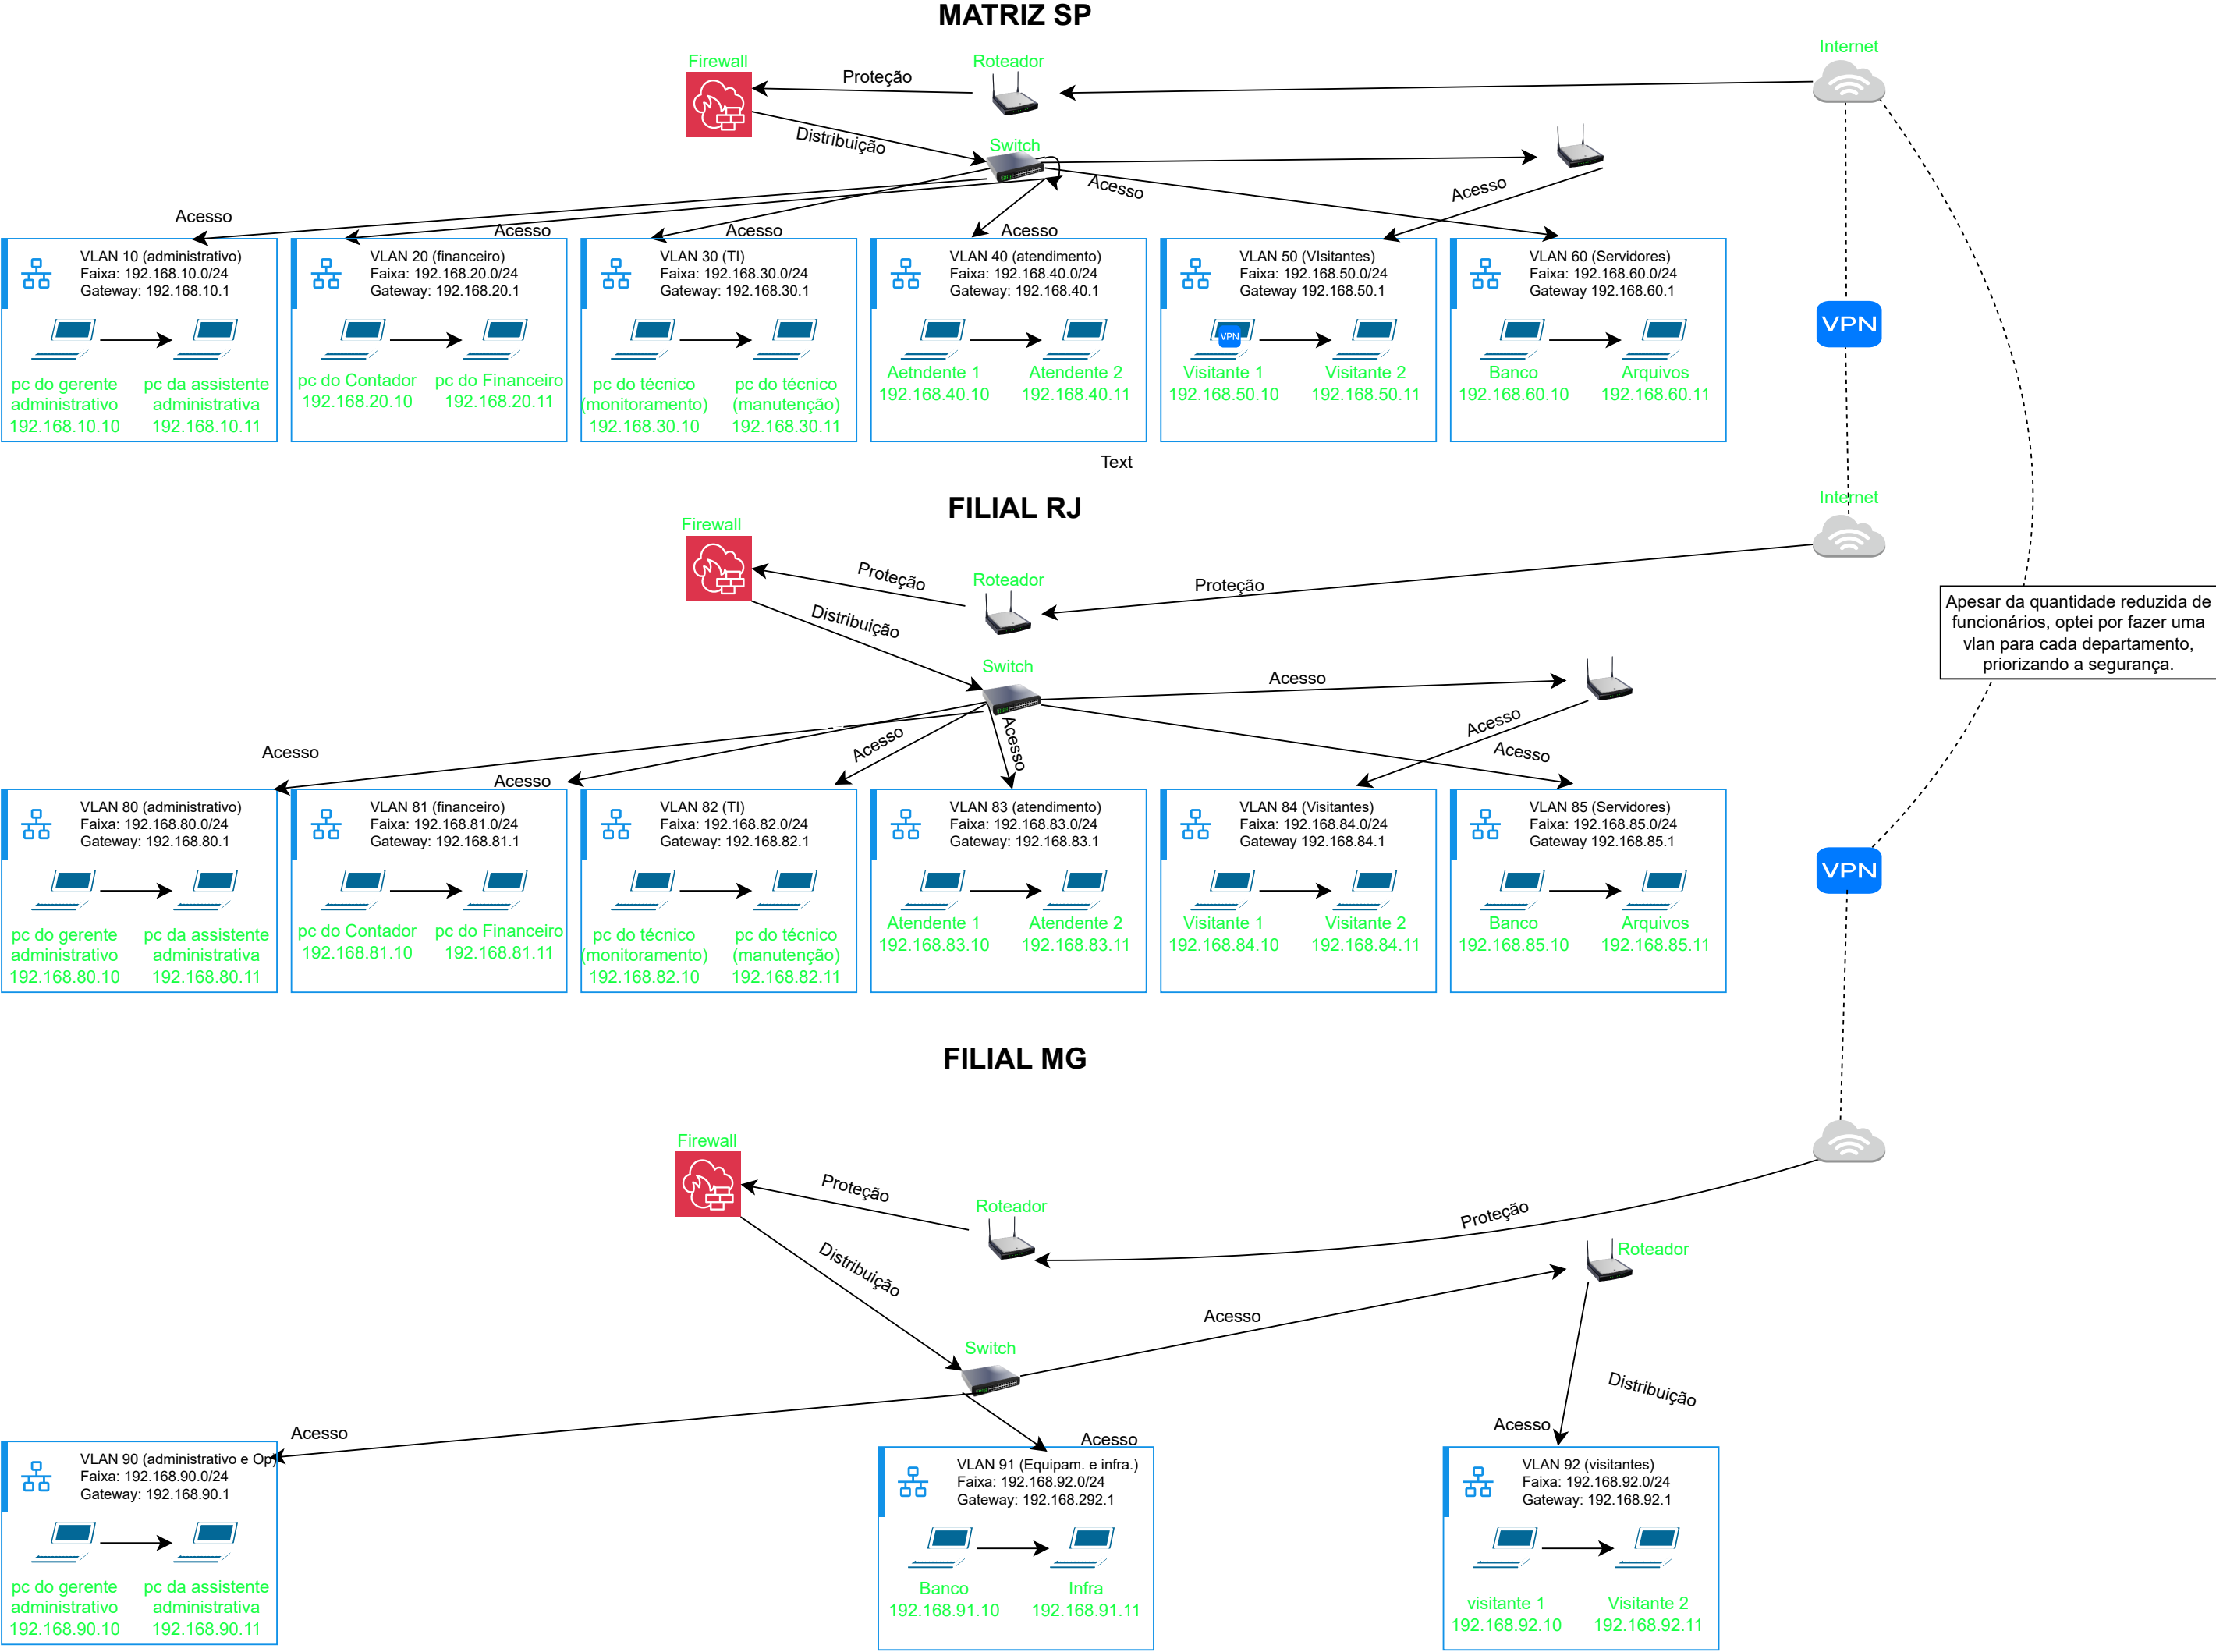 MATRIZ SP
Internet
Firewall
Roteador
Proteção
Distribuição
Switch
Acesso
Acesso
Acesso
Acesso
Acesso
Acesso
VLAN 10 (administrativo)
Faixa: 192.168.10.0/24
Gateway: 192.168.10.1
pc do gerente
administrativo
192.168.10.10
pc da assistente
administrativa
192.168.10.11
VLAN 20 (financeiro)
Faixa: 192.168.20.0/24
Gateway: 192.168.20.1
pc do Contador
192.168.20.10
pc do Financeiro
192.168.20.11
VLAN 30 (TI)
Faixa: 192.168.30.0/24
Gateway: 192.168.30.1
pc do técnico
(monitoramento)
192.168.30.10
pc do técnico
(manutenção)
192.168.30.11
VLAN 40 (atendimento)
Faixa: 192.168.40.0/24
Gateway: 192.168.40.1
Aetndente 1
192.168.40.10
Atendente 2
192.168.40.11
VLAN 50 (VIsitantes)
Faixa: 192.168.50.0/24
Gateway 192.168.50.1
VPN
Visitante 1
192.168.50.10
Visitante 2
192.168.50.11
VLAN 60 (Servidores)
Faixa: 192.168.60.0/24
Gateway 192.168.60.1
Banco
192.168.60.10
Arquivos
192.168.60.11
VPN
Text
FILIAL RJ
Internet
Firewall
Roteador
Proteção
Proteção
Distribuição
Switch
Acesso
Acesso
Acesso
Acesso
Acesso
Acesso
Acesso
Apesar da quantidade reduzida de
funcionários, optei por fazer uma
vlan para cada departamento,
priorizando a segurança.
VLAN 80 (administrativo)
Faixa: 192.168.80.0/24
Gateway: 192.168.80.1
pc do gerente
administrativo
192.168.80.10
pc da assistente
administrativa
192.168.80.11
VLAN 81 (financeiro)
Faixa: 192.168.81.0/24
Gateway: 192.168.81.1
pc do Contador
192.168.81.10
pc do Financeiro
192.168.81.11
VLAN 82 (TI)
Faixa: 192.168.82.0/24
Gateway: 192.168.82.1
pc do técnico
(monitoramento)
192.168.82.10
pc do técnico
(manutenção)
192.168.82.11
VLAN 83 (atendimento)
Faixa: 192.168.83.0/24
Gateway: 192.168.83.1
Atendente 1
192.168.83.10
Atendente 2
192.168.83.11
VLAN 84 (Visitantes)
Faixa: 192.168.84.0/24
Gateway 192.168.84.1
Visitante 1
192.168.84.10
Visitante 2
192.168.84.11
VLAN 85 (Servidores)
Faixa: 192.168.85.0/24
Gateway 192.168.85.1
Banco
192.168.85.10
Arquivos
192.168.85.11
VPN
FILIAL MG
Firewall
Roteador
Proteção
Proteção
Distribuição
Roteador
Switch
Acesso
Distribuição
Acesso
Acesso
Acesso
VLAN 90 (administrativo e Op)
Faixa: 192.168.90.0/24
Gateway: 192.168.90.1
pc do gerente
administrativo
192.168.90.10
pc da assistente
administrativa
192.168.90.11
VLAN 91 (Equipam. e infra.)
Faixa: 192.168.92.0/24
Gateway: 192.168.292.1
Banco
192.168.91.10
Infra
192.168.91.11
VLAN 92 (visitantes)
Faixa: 192.168.92.0/24
Gateway: 192.168.92.1
visitante 1
192.168.92.10
Visitante 2
192.168.92.11